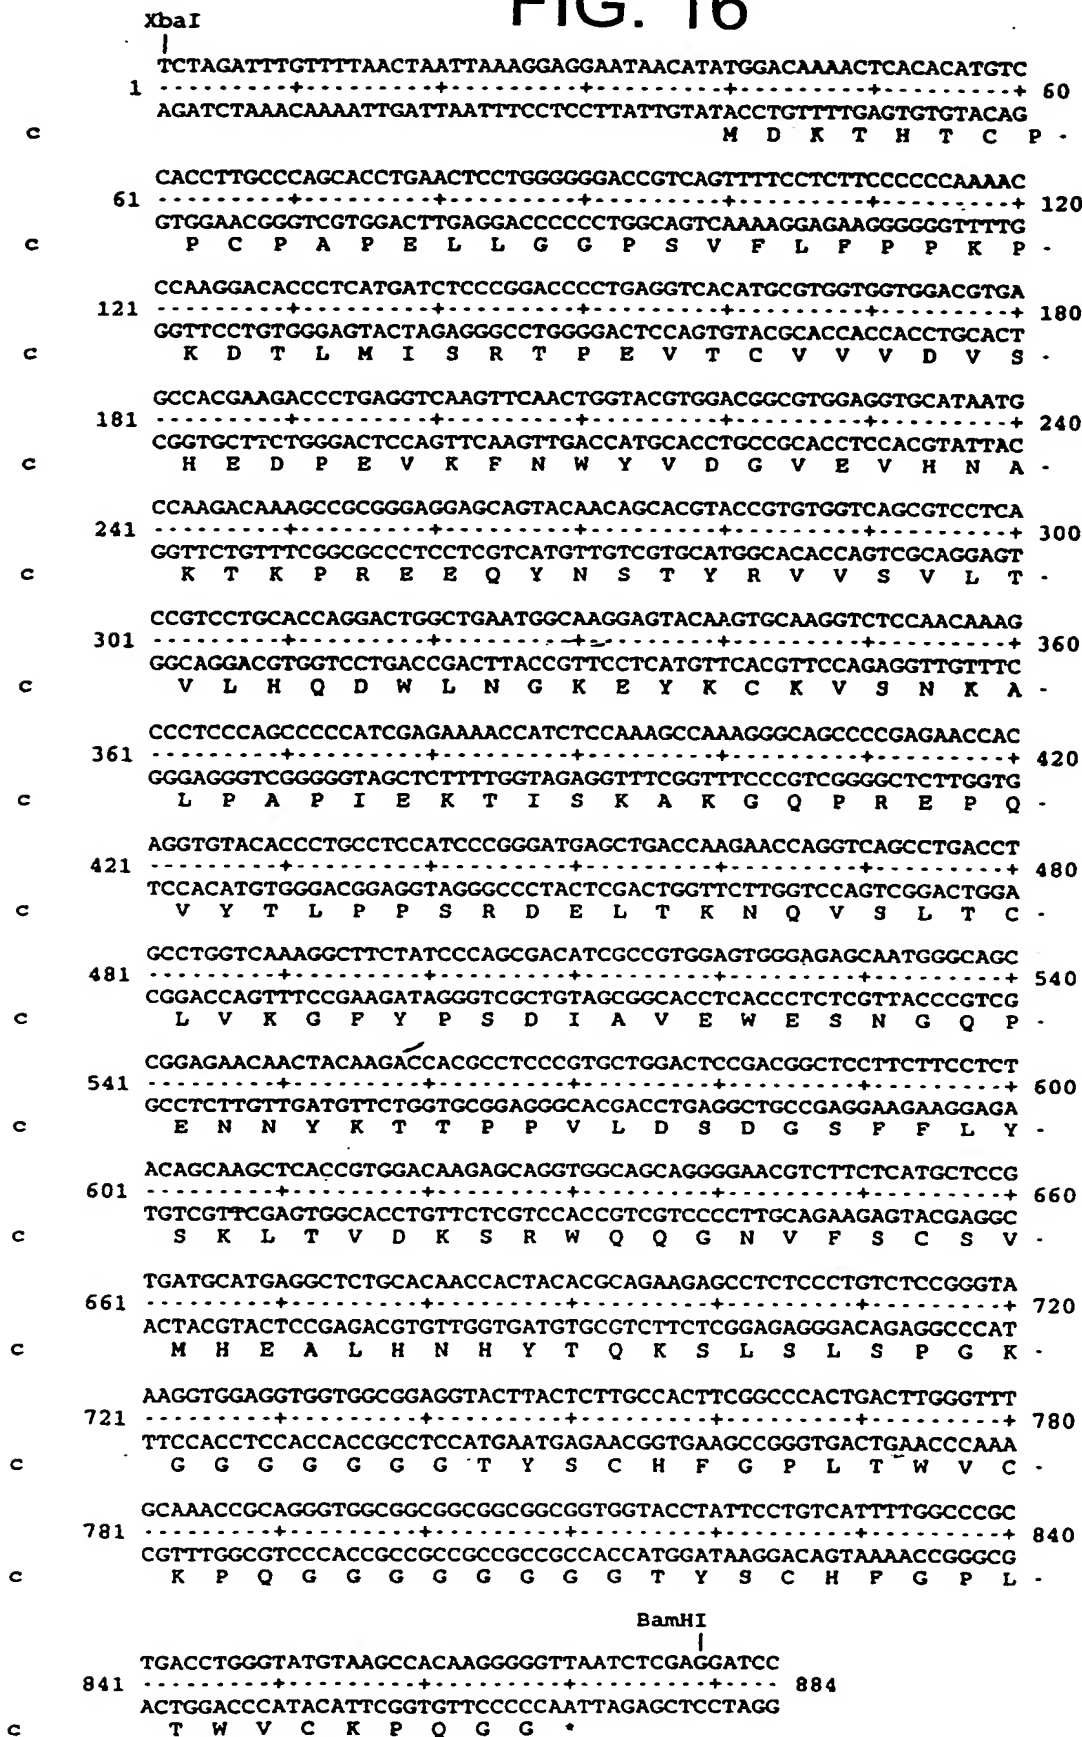 FIG. 16
XbaI
TCTAGATTTGTTTTAACTAATTAAAGGAGGAATAACATATGGACAAAACTCACACATGTC
1 ---------+---------+---------+---------+---------+---------+ 60
AGATCTAAACAAAATTGATTAATTTCCTCCTTATTGTATACCTGTTTTGAGTGTGTACAG
c M D K T H T C P -
CACCTTGCCCAGCACCTGAACTCCTGGGGGGACCGTCAGTTTTCCTCTTCCCCCCAAAAC
61 ---------+---------+---------+---------+---------+---------+ 120
GTGGAACGGGTCGTGGACTTGAGGACCCCCCTGGCAGTCAAAAGGAGAAGGGGGGTTTTG
c P C P A P E L L G G P S V F L F P P K P -
CCAAGGACACCCTCATGATCTCCCGGACCCCTGAGGTCACATGCGTGGTGGTGGACGTGA
121 ---------+---------+---------+---------+---------+---------+ 180
GGTTCCTGTGGGAGTACTAGAGGGCCTGGGGACTCCAGTGTACGCACCACCACCTGCACT
c K D T L M I S R T P E V T C V V V D V S -
GCCACGAAGACCCTGAGGTCAAGTTCAACTGGTACGTGGACGGCGTGGAGGTGCATAATG
181 ---------+---------+---------+---------+---------+---------+ 240
CGGTGCTTCTGGGACTCCAGTTCAAGTTGACCATGCACCTGCCGCACCTCCACGTATTAC
c H E D P E V K F N W Y V D G V E V H N A -
CCAAGACAAAGCCGCGGGAGGAGCAGTACAACAGCACGTACCGTGTGGTCAGCGTCCTCA
241 ---------+---------+---------+---------+---------+---------+ 300
GGTTCTGTTTCGGCGCCCTCCTCGTCATGTTGTCGTGCATGGCACACCAGTCGCAGGAGT
c K T K P R E E Q Y N S T Y R V V S V L T -
CCGTCCTGCACCAGGACTGGCTGAATGGCAAGGAGTACAAGTGCAAGGTCTCCAACAAAG
301 ---------+---------+---------+---------+---------+---------+ 360
GGCAGGACGTGGTCCTGACCGACTTACCGTTCCTCATGTTCACGTTCCAGAGGTTGTTTC
c V L H Q D W L N G K E Y K C K V S N K A -
CCCTCCCAGCCCCCATCGAGAAAACCATCTCCAAAGCCAAAGGGCAGCCCCGAGAACCAC
361 ---------+---------+---------+---------+---------+---------+ 420
GGGAGGGTCGGGGGTAGCTCTTTTGGTAGAGGTTTCGGTTTCCCGTCGGGGCTCTTGGTG
c L P A P I E K T I S K A K G Q P R E P Q -
AGGTGTACACCCTGCCTCCATCCCGGGATGAGCTGACCAAGAACCAGGTCAGCCTGACCT
421 ---------+---------+---------+---------+---------+---------+ 480
TCCACATGTGGGACGGAGGTAGGGCCCTACTCGACTGGTTCTTGGTCCAGTCGGACTGGA
c V Y T L P P S R D E L T K N Q V S L T C -
GCCTGGTCAAAGGCTTCTATCCCAGCGACATCGCCGTGGAGTGGGAGAGCAATGGGCAGC
481 ---------+---------+---------+---------+---------+---------+ 540
CGGACCAGTTTCCGAAGATAGGGTCGCTGTAGCGGCACCTCACCCTCTCGTTACCCGTCG
c L V K G F Y P S D I A V E W E S N G Q P -
CGGAGAACAACTACAAGACCACGCCTCCCGTGCTGGACTCCGACGGCTCCTTCTTCCTCT
541 ---------+---------+---------+---------+---------+---------+ 600
GCCTCTTGTTGATGTTCTGGTGCGGAGGGCACGACCTGAGGCTGCCGAGGAAGAAGGAGA
c E N N Y K T T P P V L D S D G S F F L Y -
ACAGCAAGCTCACCGTGGACAAGAGCAGGTGGCAGCAGGGGAACGTCTTCTCATGCTCCG
601 ---------+---------+---------+---------+---------+---------+ 660
TGTCGTTCGAGTGGCACCTGTTCTCGTCCACCGTCGTCCCCTTGCAGAAGAGTACGAGGC
c S K L T V D K S R W Q Q G N V F S C S V -
TGATGCATGAGGCTCTGCACAACCACTACACGCAGAAGAGCCTCTCCCTGTCTCCGGGTA
661 ---------+---------+---------+---------+---------+---------+ 720
ACTACGTACTCCGAGACGTGTTGGTGATGTGCGTCTTCTCGGAGAGGGACAGAGGCCCAT
c M H E A L H N H Y T Q K S L S L S P G K -
AAGGTGGAGGTGGTGGCGGAGGTACTTACTCTTGCCACTTCGGCCCACTGACTTGGGTTT
721 ---------+---------+---------+---------+---------+---------+ 780
TTCCACCTCCACCACCGCCTCCATGAATGAGAACGGTGAAGCCGGGTGACTGAACCCAAA
c G G G G G G G T Y S C H F G P L T W V C -
GCAAACCGCAGGGTGGCGGCGGCGGCGGCGGTGGTACCTATTCCTGTCATTTTGGCCCGC
781 ---------+---------+---------+---------+---------+---------+ 840
CGTTTGGCGTCCCACCGCCGCCGCCGCCGCCACCATGGATAAGGACAGTAAAACCGGGCG
c K P Q G G G G G G G G T Y S C H F G P L -
BamHI
TGACCTGGGTATGTAAGCCACAAGGGGGTTAATCTCGAGGATCC
841 ---------+---------+---------+---------+---- 884
ACTGGACCCATACATTCGGTGTTCCCCCAATTAGAGCTCCTAGG
c T W V C K P Q G G *